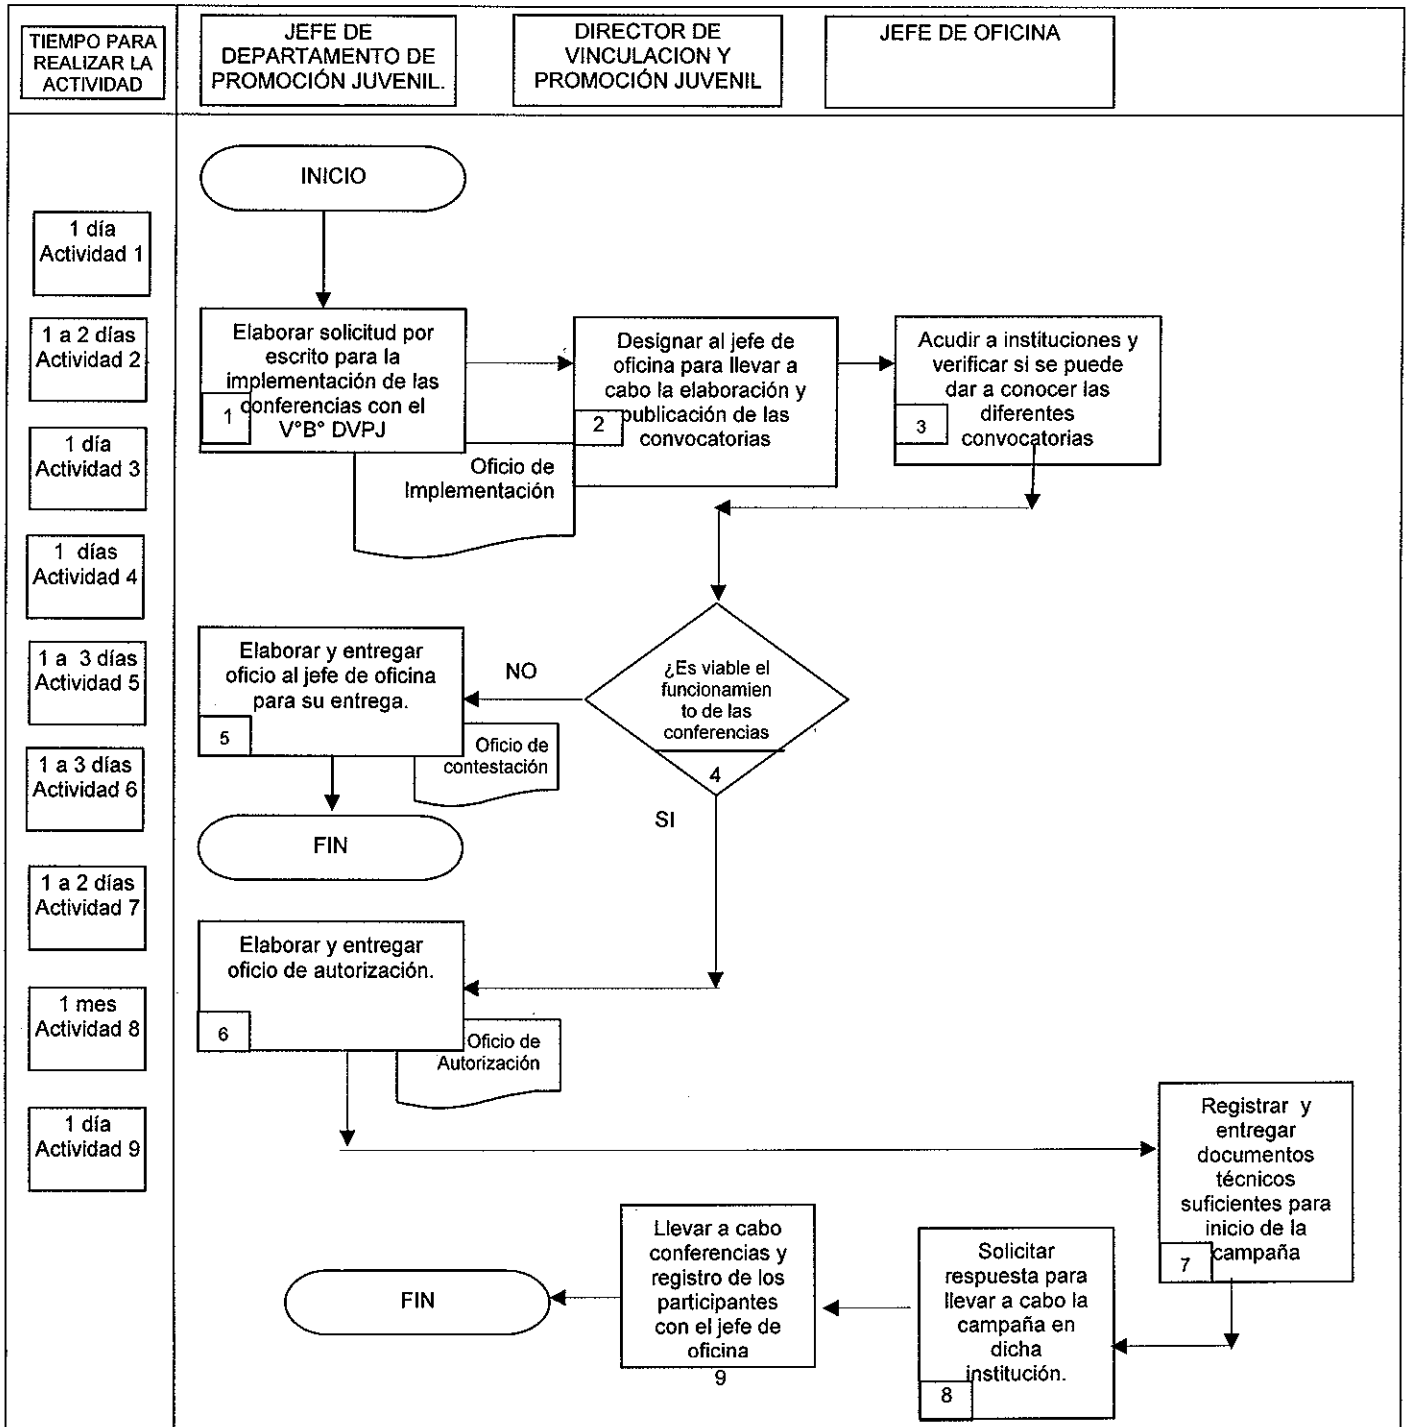 TIEMPO PARA
REALIZAR LA
ACTIVIDAD
JEFE DE
DEPARTAMENTO DE
PROMOCIÓN JUVENIL.
DIRECTOR DE
VINCULACION Y
PROMOCIÓN JUVENIL
JEFE DE OFICINA
1 día
Actividad 1
1 a 2 días
Actividad 2
1 día
Actividad 3
1 días
Actividad 4
1 a 3 días
Actividad 5
1 a 3 días
Actividad 6
1 a 2 días
Actividad 7
1 mes
Actividad 8
1 día
Actividad 9
INICIO
Elaborar solicitud por
escrito para la
implementación de las
conferencias con el
V°B° DVPJ
1
Oficio de
Implementación
Designar al jefe de
oficina para llevar a
cabo la elaboración y
publicación de las
convocatorias
2
Acudir a instituciones y
verificar si se puede
dar a conocer las
diferentes
convocatorias
3
¿Es viable el
funcionamien
to de las
conferencias
4
NO
SI
Elaborar y entregar
oficio al jefe de oficina
para su entrega.
5
Oficio de
contestación
FIN
Elaborar y entregar
oficio de autorización.
6
Oficio de
Autorización
Registrar y
entregar
documentos
técnicos
suficientes para
inicio de la
campaña
7
Solicitar
respuesta para
llevar a cabo la
campaña en
dicha
institución.
8
Llevar a cabo
conferencias y
registro de los
participantes
con el jefe de
oficina
9
FIN